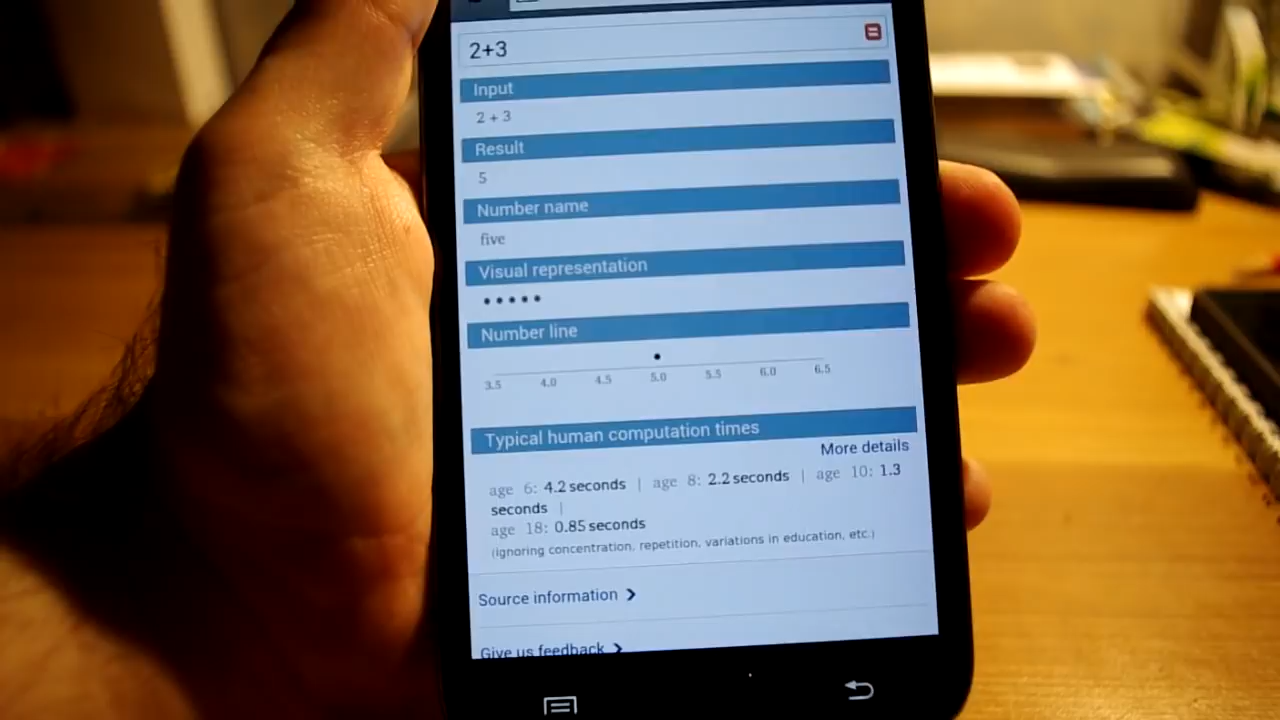 2+3
Input
2 + 3
Result
5
Number name
five
Visual representation
Number line
3.5 4.0 4.5 5.0 5.5 6.0 6.5
Typical human computation times
More details
age 6: 4.2 seconds | age 8: 2.2 seconds | age 10: 1.3
seconds |
age 18: 0.85 seconds
(ignoring concentration, repetition, variations in education, etc.)
Source information
Give us feedback